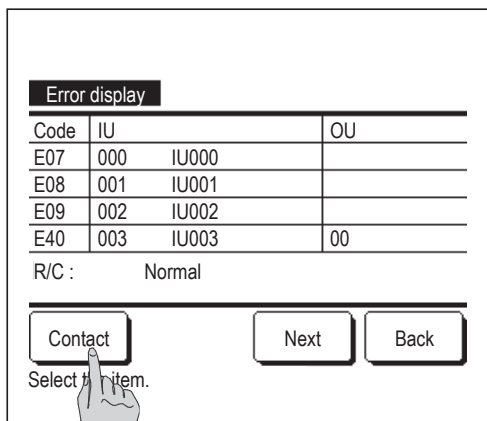 Error display
Code IU OU
E07 000 IU000
E08 001 IU001
E09 002 IU002
E40 003 IU003 00
R/C : Normal
Contact Next Back
Select item.